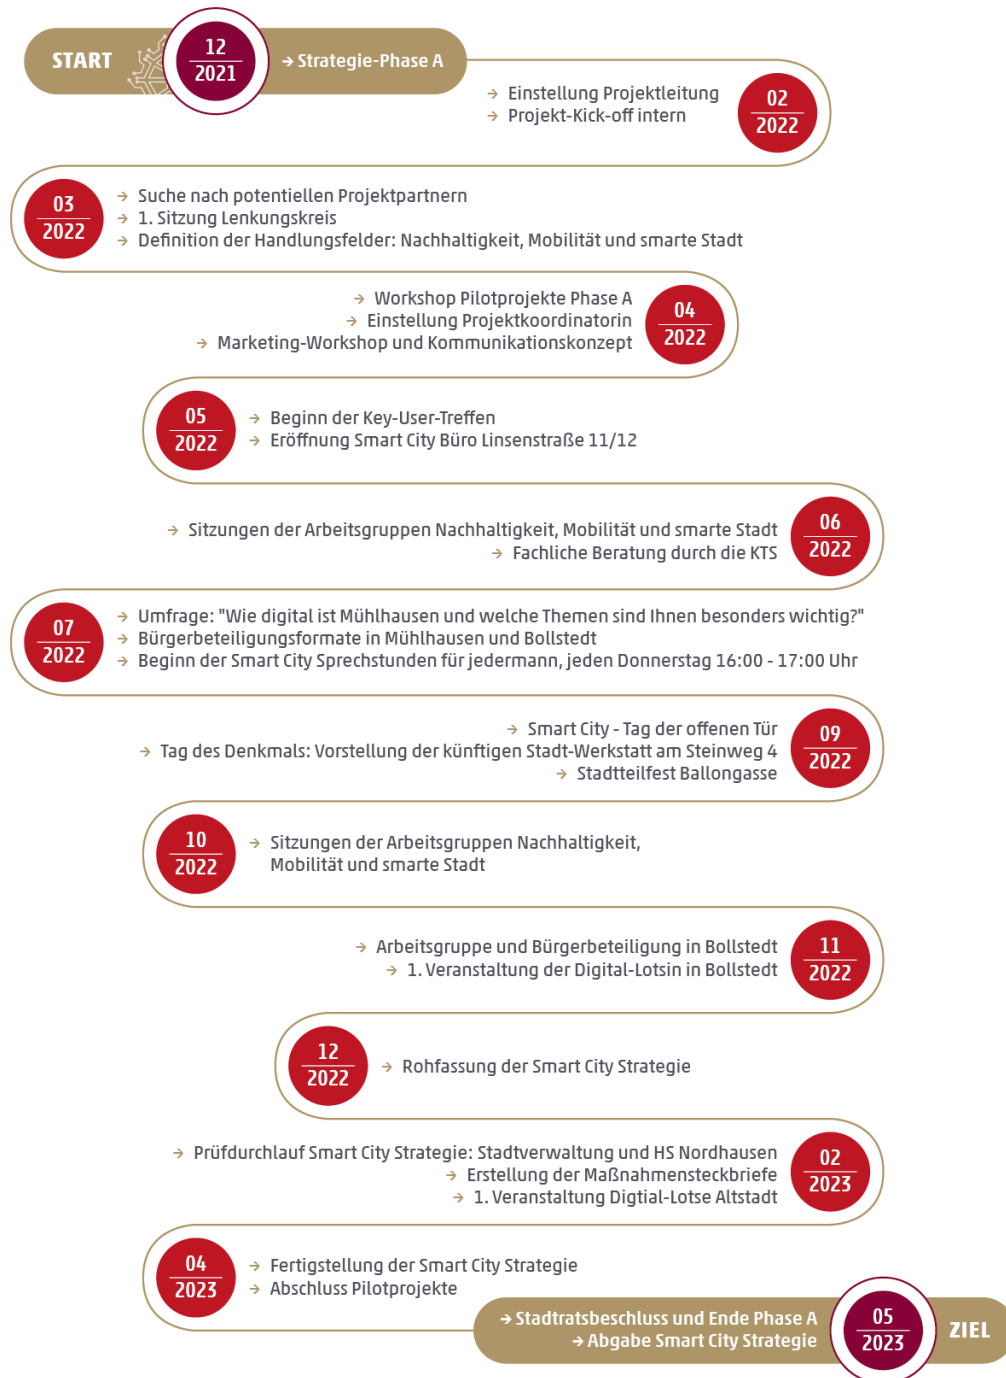 START
12
2021
→ Strategie-Phase A
→ Einstellung Projektleitung
→ Projekt-Kick-off intern
02
2022
03
2022
→ Suche nach potentiellen Projektpartnern
→ 1. Sitzung Lenkungskreis
→ Definition der Handlungsfelder: Nachhaltigkeit, Mobilität und smarte Stadt
→ Workshop Pilotprojekte Phase A
→ Einstellung Projektkoordinatorin
→ Marketing-Workshop und Kommunikationskonzept
04
2022
05
2022
→ Beginn der Key-User-Treffen
→ Eröffnung Smart City Büro Linsenstraße 11/12
→ Sitzungen der Arbeitsgruppen Nachhaltigkeit, Mobilität und smarte Stadt
→ Fachliche Beratung durch die KTS
06
2022
07
2022
→ Umfrage: "Wie digital ist Mühlhausen und welche Themen sind Ihnen besonders wichtig?"
→ Bürgerbeteiligungsformate in Mühlhausen und Bollstedt
→ Beginn der Smart City Sprechstunden für jedermann, jeden Donnerstag 16:00 - 17:00 Uhr
→ Smart City - Tag der offenen Tür
→ Tag des Denkmals: Vorstellung der künftigen Stadt-Werkstatt am Steinweg 4
→ Stadtteilfest Ballongasse
09
2022
10
2022
→ Sitzungen der Arbeitsgruppen Nachhaltigkeit,
Mobilität und smarte Stadt
→ Arbeitsgruppe und Bürgerbeteiligung in Bollstedt
→ 1. Veranstaltung der Digital-Lotsin in Bollstedt
11
2022
12
2022
→ Rohfassung der Smart City Strategie
→ Prüfdurchlauf Smart City Strategie: Stadtverwaltung und HS Nordhausen
→ Erstellung der Maßnahmensteckbriefe
→ 1. Veranstaltung Digtial-Lotse Altstadt
02
2023
04
2023
→ Fertigstellung der Smart City Strategie
→ Abschluss Pilotprojekte
→ Stadtratsbeschluss und Ende Phase A
→ Abgabe Smart City Strategie
05
2023
ZIEL